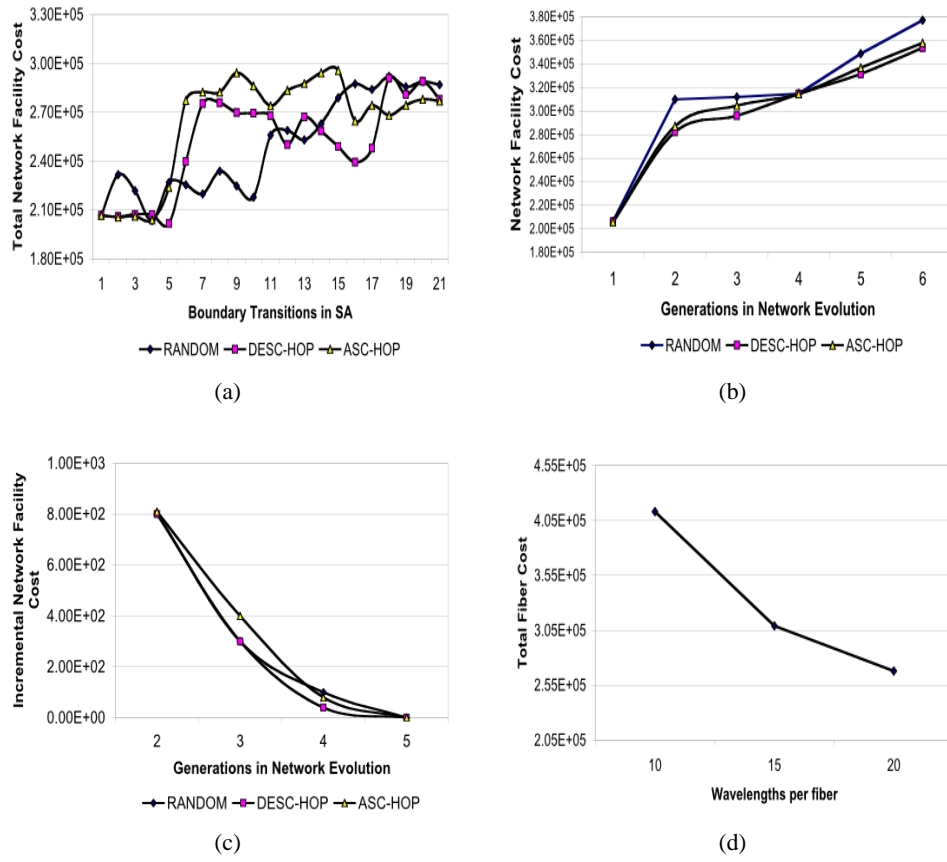 (a)
Total Network Facility Cost
3.30E+05
3.00E+05
2.70E+05
2.40E+05
2.10E+05
1.80E+05
1 3 5 7 9 11 13 15 17 19 21
Boundary Transitions in SA
RANDOM DESC-HOP ASC-HOP
(a)
Network Facility Cost
3.80E+05
3.60E+05
3.40E+05
3.20E+05
3.00E+05
2.80E+05
2.60E+05
2.40E+05
2.20E+05
2.00E+05
1.80E+05
1 2 3 4 5 6
Generations in Network Evolution
RANDOM DESC-HOP ASC-HOP
(b)
Incremental Network Facility
Cost
1.00E+03
8.00E+02
6.00E+02
4.00E+02
2.00E+02
0.00E+00
2 3 4 5
Generations in Network Evolution
RANDOM DESC-HOP ASC-HOP
(c)
Total Fiber Cost
4.55E+05
4.05E+05
3.55E+05
3.05E+05
2.55E+05
2.05E+05
10 15 20
Wavelengths per fiber
(d)